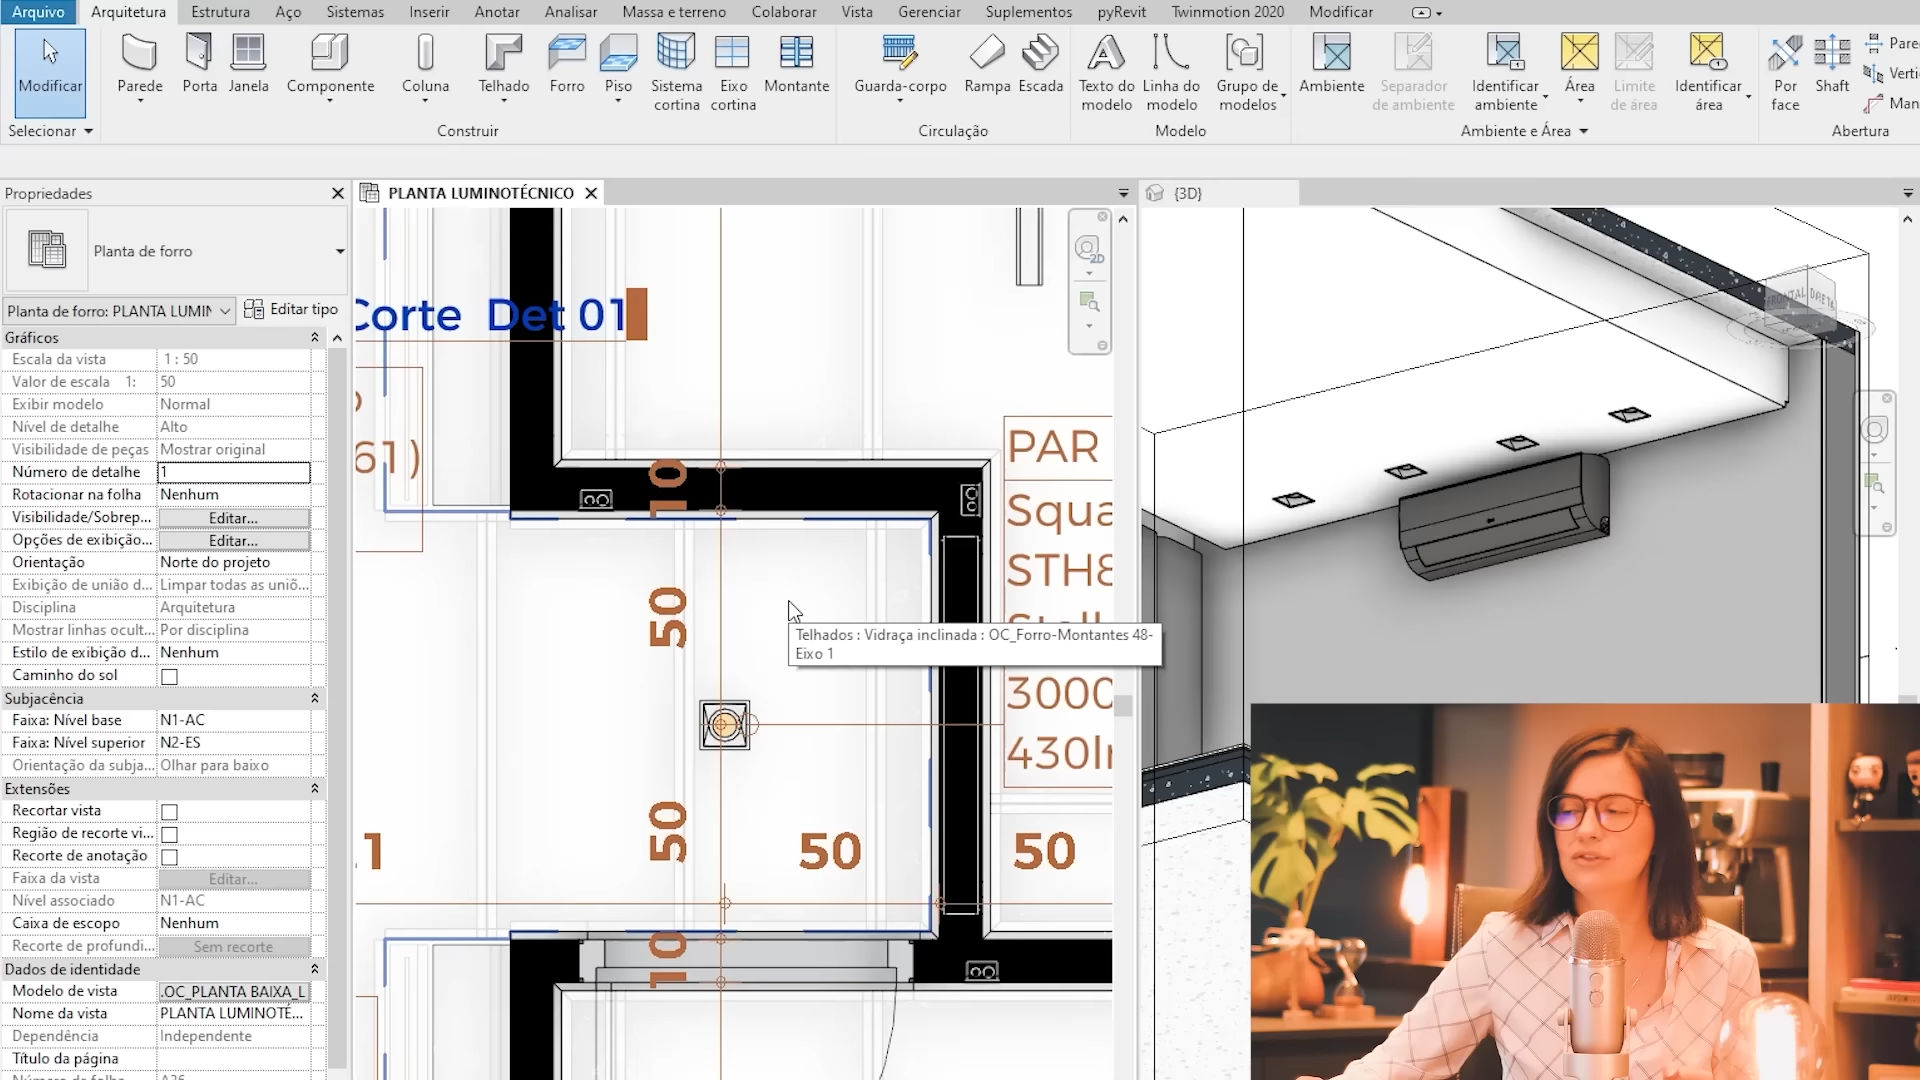 Arquivo Arquitetura Estrutura Aço Sistemas Inserir Anotar Analisar Massa e terreno Colaborar Vista Gerenciar Suplementos pyRevit Twinmotion 2020 Modificar
Modificar Parede Porta Janela Componente Coluna Telhado Forro Piso Sistema cortina Eixo cortina Montante Guarda-corpo Rampa Escada Texto do modelo Linha do modelo Grupo de modelos Ambiente Separador de ambiente Identificar ambiente Área Limite de área Identificar área Por face Shaft
Selecionar Construir Circulação Modelo Ambiente e Área Abertura
Propriedades
PLANTA LUMINOTÉCNICO
{3D}
Planta de forro
Planta de forro: PLANTA LUMIN
Editar tipo
Gráficos
Escala da vista 1 : 50
Valor de escala 1: 50
Exibir modelo Normal
Nível de detalhe Alto
Visibilidade de peças Mostrar original
Número de detalhe 1
Rotacionar na folha Nenhum
Visibilidade/Sobrep... Editar...
Opções de exibição... Editar...
Orientação Norte do projeto
Exibição de união d... Limpar todas as uniõ...
Disciplina Arquitetura
Mostrar linhas ocult... Por disciplina
Estilo de exibição d... Nenhum
Caminho do sol
Subjacência
Faixa: Nível base N1-AC
Faixa: Nível superior N2-ES
Orientação da subja... Olhar para baixo
Extensões
Recortar vista
Região de recorte vi...
Recorte de anotação
Faixa da vista Editar...
Nível associado N1-AC
Caixa de escopo Nenhum
Recorte de profundi... Sem recorte
Dados de identidade
Modelo de vista .OC_PLANTA BAIXA_L
Nome da vista PLANTA LUMINOTÉ...
Dependência Independente
Título da página
Corte Det 01
61)
10
50
50
10
50
50
1
PAR
Squa
STH8
3000
430l
2D
Telhados : Vidraça inclinada : OC_Forro-Montantes 48-
Eixo 1
FRONTAL
DIREITA